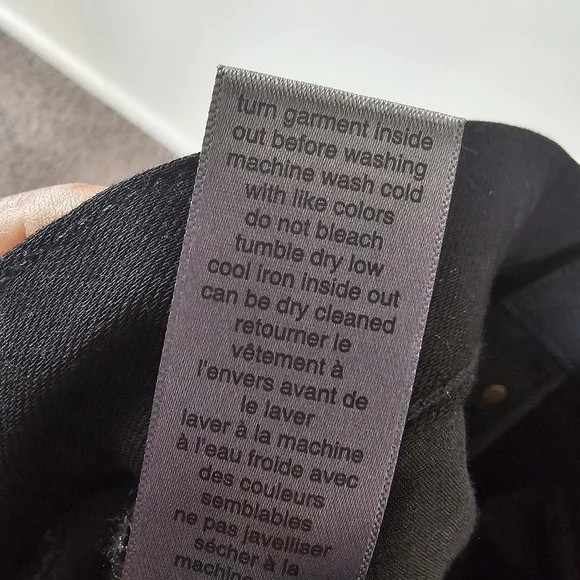 turn garment inside
out before washing
machine wash cold
with like colors
do not bleach
tumble dry low
cool iron inside out
can be dry cleaned
retourner le
vêtement à
l'envers avant de
le laver
laver à la machine
à l'eau froide avec
des couleurs
semblables
ne pas javelliser
sécher à la
machine